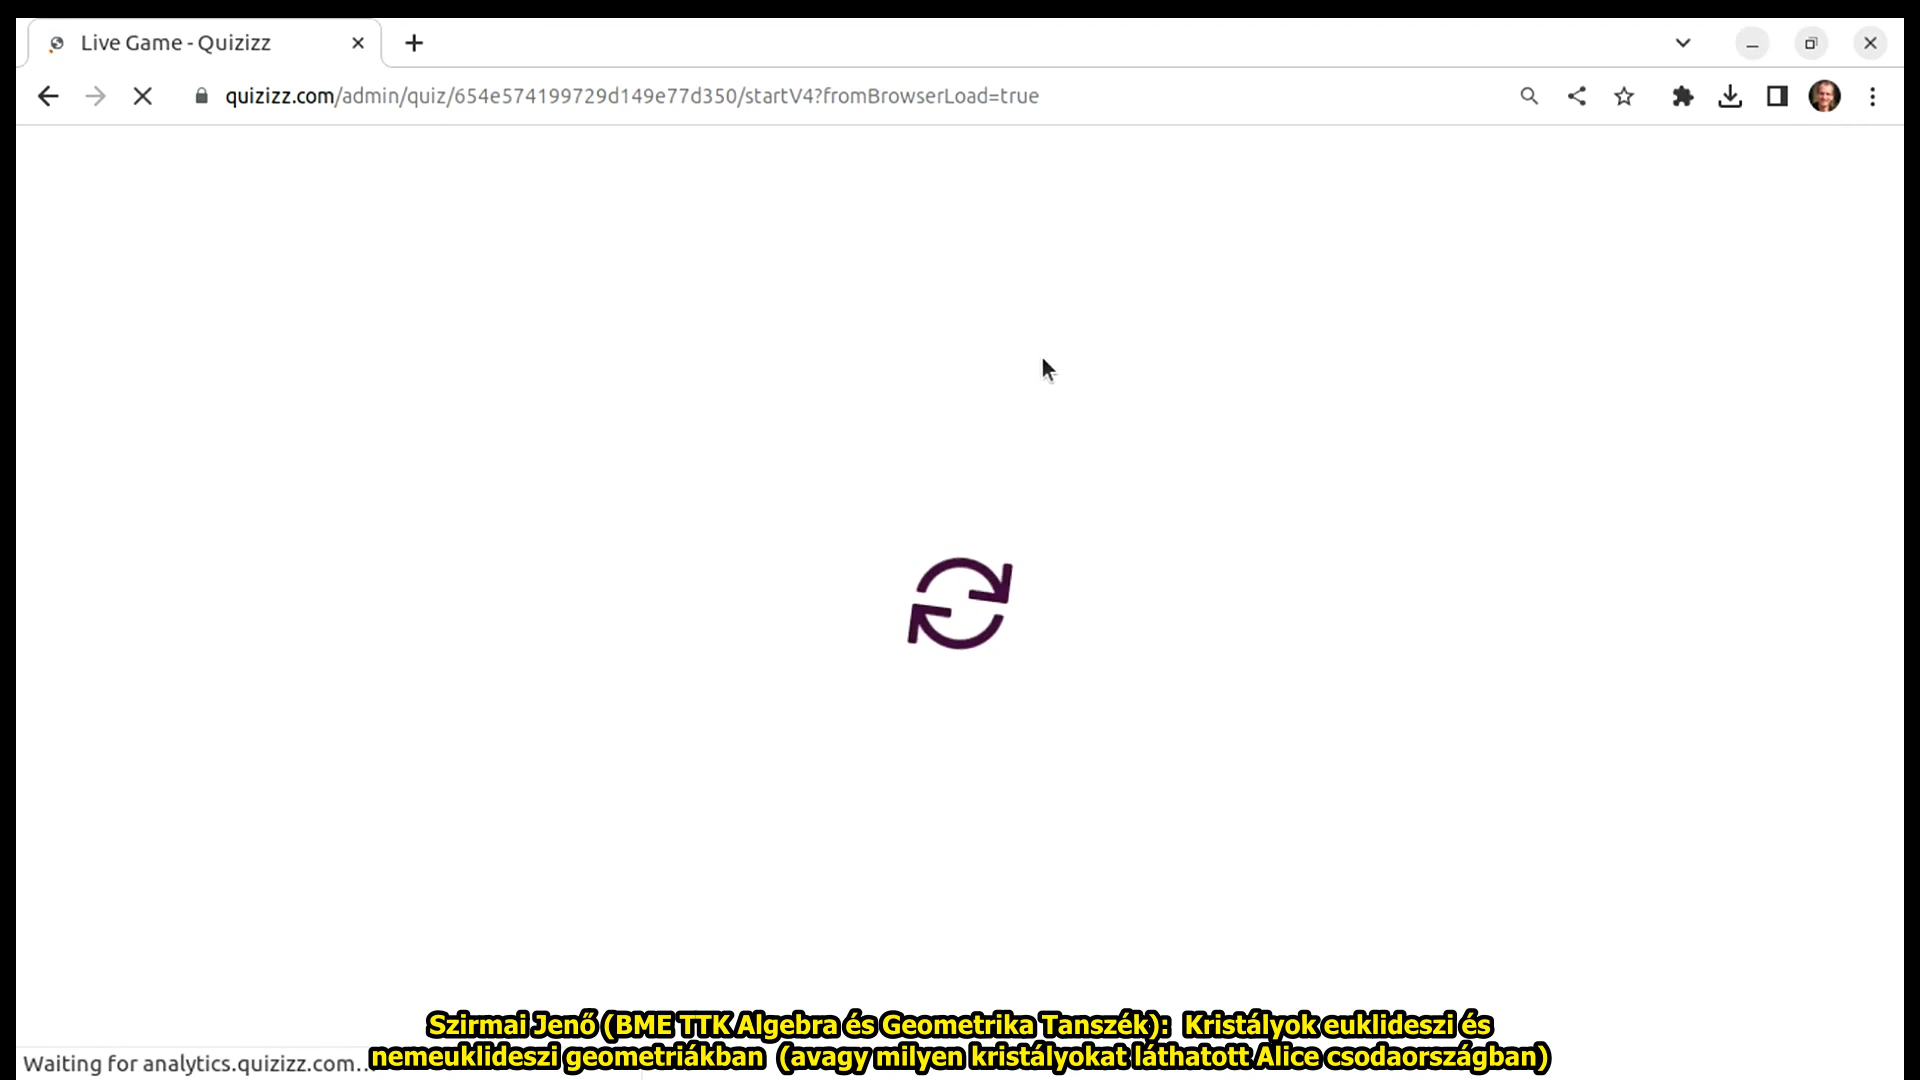 Live Game - Quizizz
quizizz.com/admin/quiz/654e574199729d149e77d350/startV4?fromBrowserLoad=true
Szirmai Jenő (BME TTK Algebra és Geometrika Tanszék):  Kristályok euklideszi és
nemeuklideszi geometriákban  (avagy milyen kristályokat láthatott Alice csodaországban)
Waiting for analytics.quizizz.com...